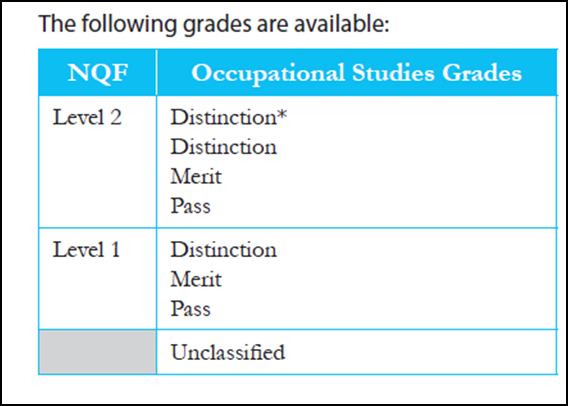 The following grades are available:
NQF Occupational Studies Grades
Level 2 Distinction*
Distinction
Merit
Pass
Level 1 Distinction
Merit
Pass
Unclassified